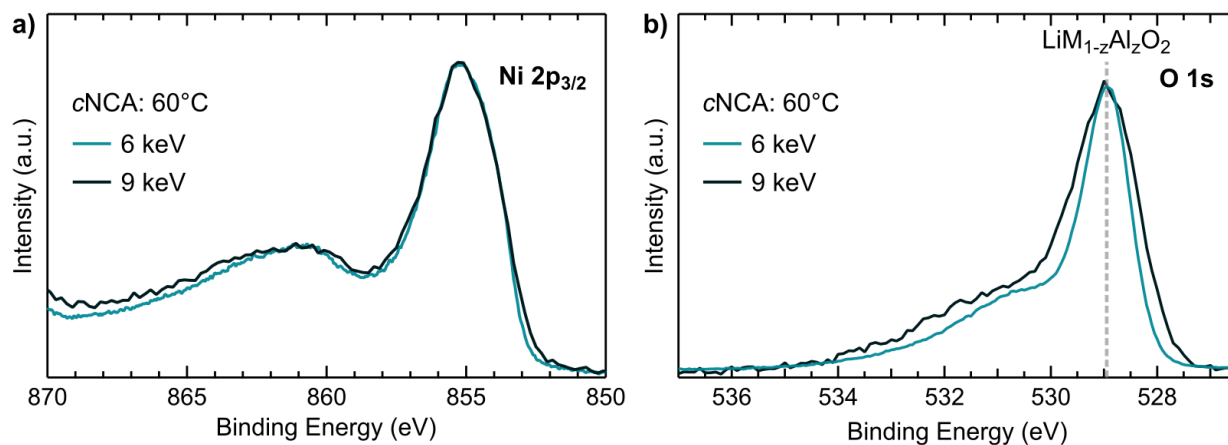 a)
Ni 2p3/2
cNCA: 60°C
6 keV
9 keV
Intensity (a.u.)
870 865 860 855 850
Binding Energy (eV)
b)
LiM1-zAlzO2
O 1s
cNCA: 60°C
6 keV
9 keV
Intensity (a.u.)
536 534 532 530 528
Binding Energy (eV)